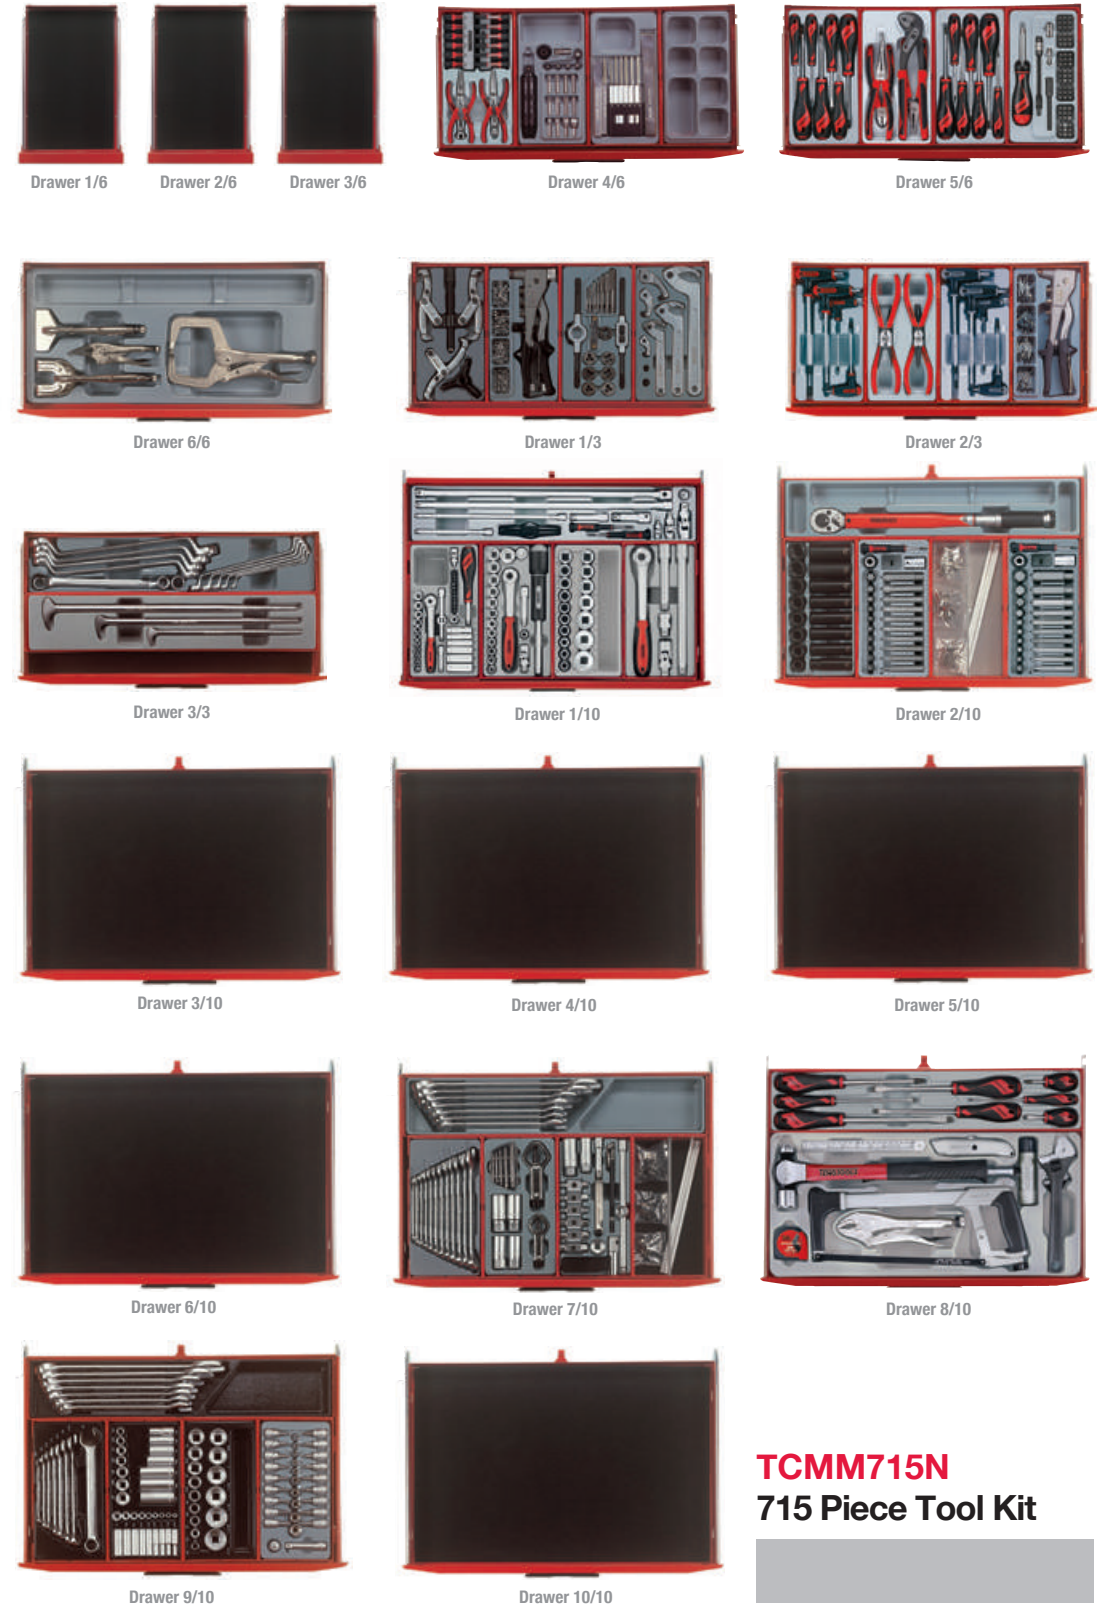 Drawer 1/6
Drawer 2/6
Drawer 3/6
Drawer 4/6
Drawer 5/6
Drawer 6/6
Drawer 1/3
Drawer 2/3
Drawer 3/3
Drawer 1/10
Drawer 2/10
Drawer 3/10
Drawer 4/10
Drawer 5/10
Drawer 6/10
Drawer 7/10
Drawer 8/10
Drawer 9/10
Drawer 10/10
TCMM715N
715 Piece Tool Kit